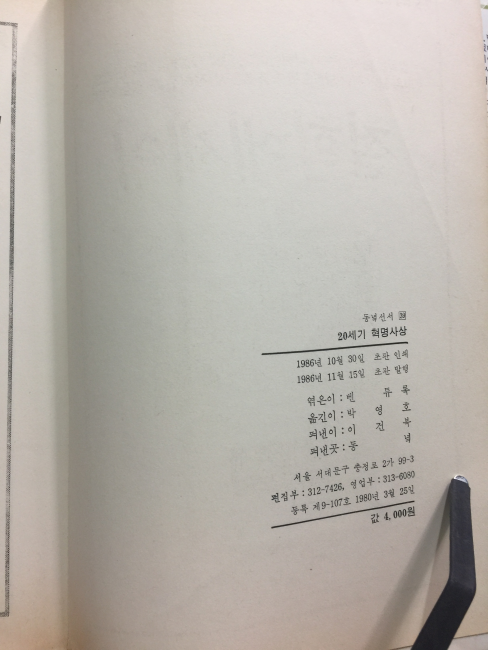 동녘선서
20세기 혁명사상
1986년 10월 30일 초판 인쇄
1986년 11월 15일 초판 발행
엮은이 : 텐 듀 룩
옮긴이 : 박 영 호
펴낸이 : 이 건 복
펴낸곳 : 동 녘
서울 서대문구 충정로 2가 99-3
편집부 : 312-7426, 영업부 : 313-6080
등록 제9-107호 1980년 3월 25일
값 4,000원